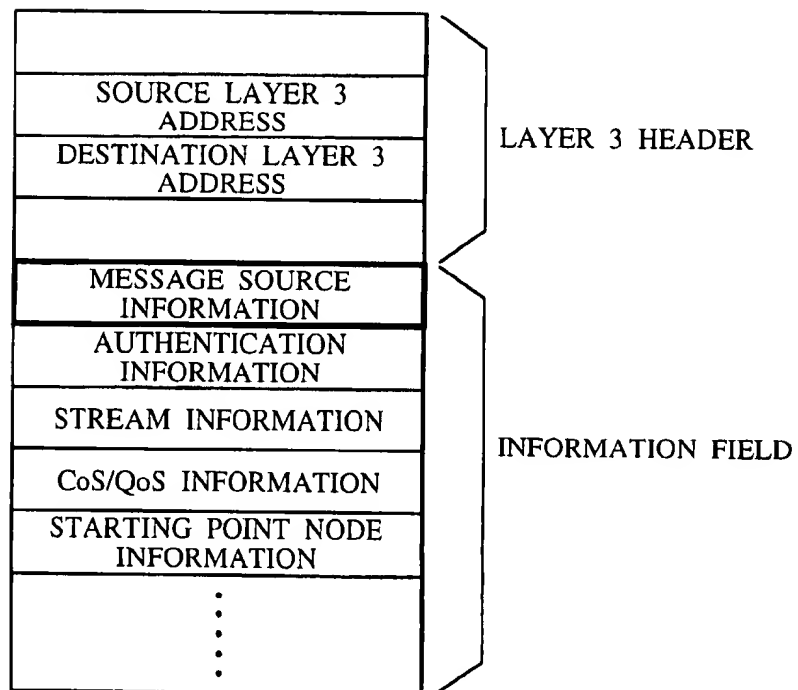 SOURCE LAYER 3
ADDRESS
DESTINATION LAYER 3
ADDRESS
LAYER 3 HEADER
MESSAGE SOURCE
INFORMATION
AUTHENTICATION
INFORMATION
STREAM INFORMATION
CoS/QoS INFORMATION
STARTING POINT NODE
INFORMATION
INFORMATION FIELD